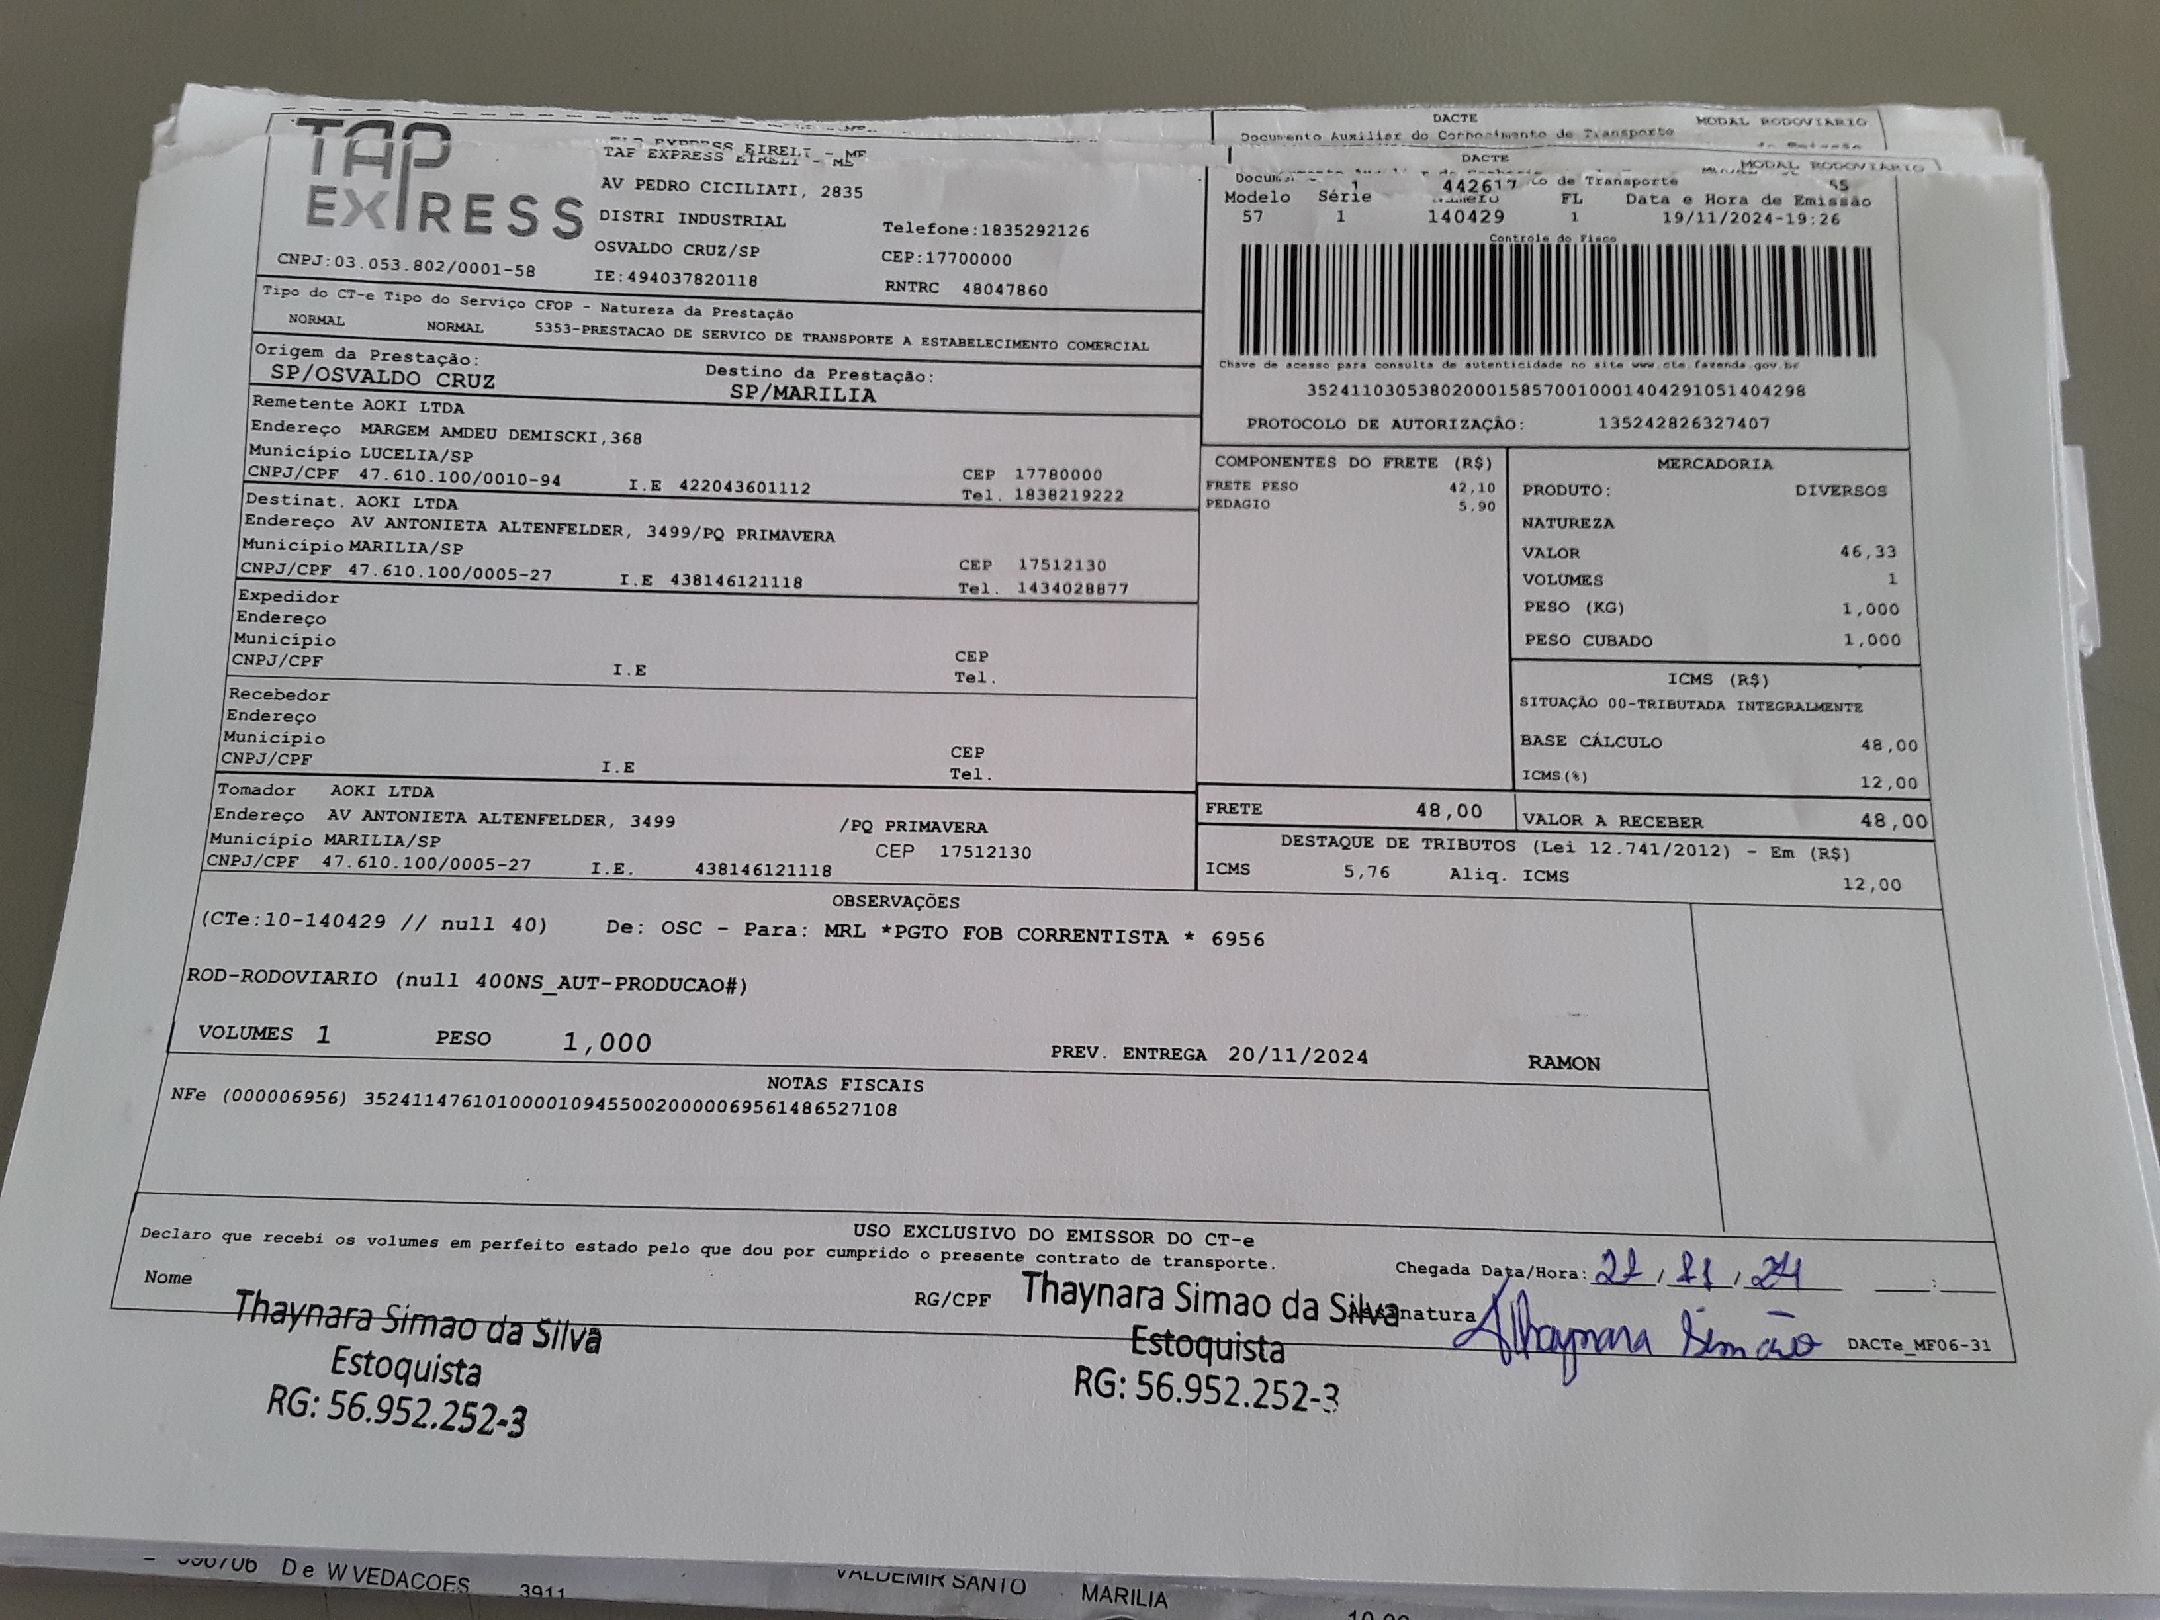 TAP
EXPRESS
TAP EXPRESS EIRELI - ME
AV PEDRO CICILIATI, 2835
DISTRI INDUSTRIAL
Telefone:1835292126
OSVALDO CRUZ/SP
CEP:17700000
CNPJ:03.053.802/0001-58
IE:494037820118
RNTRC 48047860
DACTE
MODAL RODOVIARIO
Documento Auxiliar do Conhecimento de Transporte
DACTE
MODAL RODOVIARIO
de Transporte
1 442617
Modelo Série FL Data e Hora de Emissão
57 1 140429 1 19/11/2024-19:26
Controle do Fisco
Chave de acesso para consulta de autenticidade no site www.cte.fazenda.gov.br
35241103053802000158570010001404291051404298
PROTOCOLO DE AUTORIZAÇÃO: 135242826327407
Tipo do CT-e Tipo do Serviço CFOP - Natureza da Prestação
NORMAL NORMAL 5353-PRESTACAO DE SERVICO DE TRANSPORTE A ESTABELECIMENTO COMERCIAL
Origem da Prestação: Destino da Prestação:
SP/OSVALDO CRUZ SP/MARILIA
Remetente AOKI LTDA
Endereço MARGEM AMDEU DEMISCKI,368
Município LUCELIA/SP CEP 17780000
CNPJ/CPF 47.610.100/0010-94 I.E 422043601112 Tel. 1838219222
Destinat. AOKI LTDA
Endereço AV ANTONIETA ALTENFELDER, 3499/PQ PRIMAVERA
Município MARILIA/SP CEP 17512130
CNPJ/CPF 47.610.100/0005-27 I.E 438146121118 Tel. 1434028877
Expedidor
Endereço
Município CEP
CNPJ/CPF I.E Tel.
Recebedor
Endereço
Município CEP
CNPJ/CPF I.E Tel.
Tomador AOKI LTDA
Endereço AV ANTONIETA ALTENFELDER, 3499 /PQ PRIMAVERA
Município MARILIA/SP CEP 17512130
CNPJ/CPF 47.610.100/0005-27 I.E. 438146121118
COMPONENTES DO FRETE (R$)
FRETE PESO 42,10
PEDAGIO 5,90
MERCADORIA
PRODUTO: DIVERSOS
NATUREZA
VALOR 46,33
VOLUMES 1
PESO (KG) 1,000
PESO CUBADO 1,000
ICMS (R$)
SITUAÇÃO 00-TRIBUTADA INTEGRALMENTE
BASE CÁLCULO 48,00
ICMS(%) 12,00
FRETE 48,00 VALOR A RECEBER 48,00
DESTAQUE DE TRIBUTOS (Lei 12.741/2012) - Em (R$)
ICMS 5,76 Aliq. ICMS 12,00
OBSERVAÇÕES
(CTe:10-140429 // null 40) De: OSC - Para: MRL *PGTO FOB CORRENTISTA * 6956
ROD-RODOVIARIO (null 400NS_AUT-PRODUCAO#)
VOLUMES 1 PESO 1,000 PREV. ENTREGA 20/11/2024 RAMON
NOTAS FISCAIS
NFe (000006956) 35241147610100001094550020000069561486527108
USO EXCLUSIVO DO EMISSOR DO CT-e
Declaro que recebi os volumes em perfeito estado pelo que dou por cumprido o presente contrato de transporte.
Chegada Data/Hora: 21/11/24 :
Nome RG/CPF
Thaynara Simao da Silva
Estoquista
RG: 56.952.252-3
Thaynara Simao da Silva
Estoquista
RG: 56.952.252-3
Assinatura Thaynara Simão
DACTe_MF06-31
De W VEDACOES 3911 VALDEMIR SANTO MARILIA